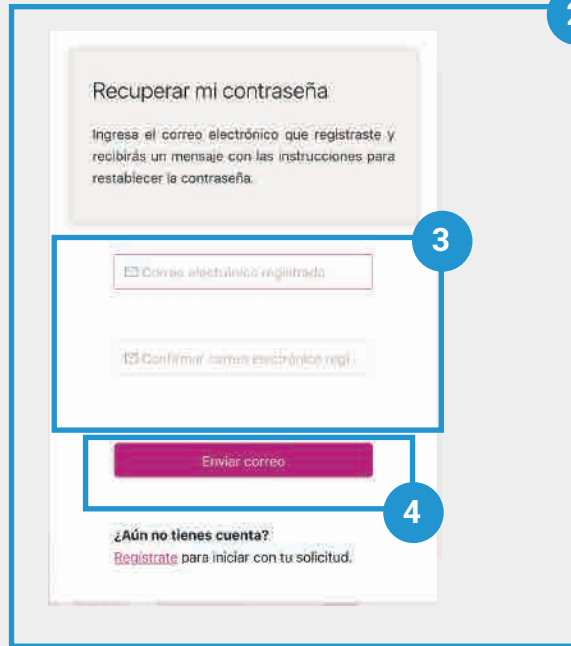 2
Recuperar mi contraseña
Ingresa el correo electrónico que registraste y
recibirás un mensaje con las instrucciones para
restablecer la contraseña.
3
Correo electrónico registrado
Confirmar correo electrónico regi
Enviar correo
4
¿Aún no tienes cuenta?
Regístrate para iniciar con tu solicitud.